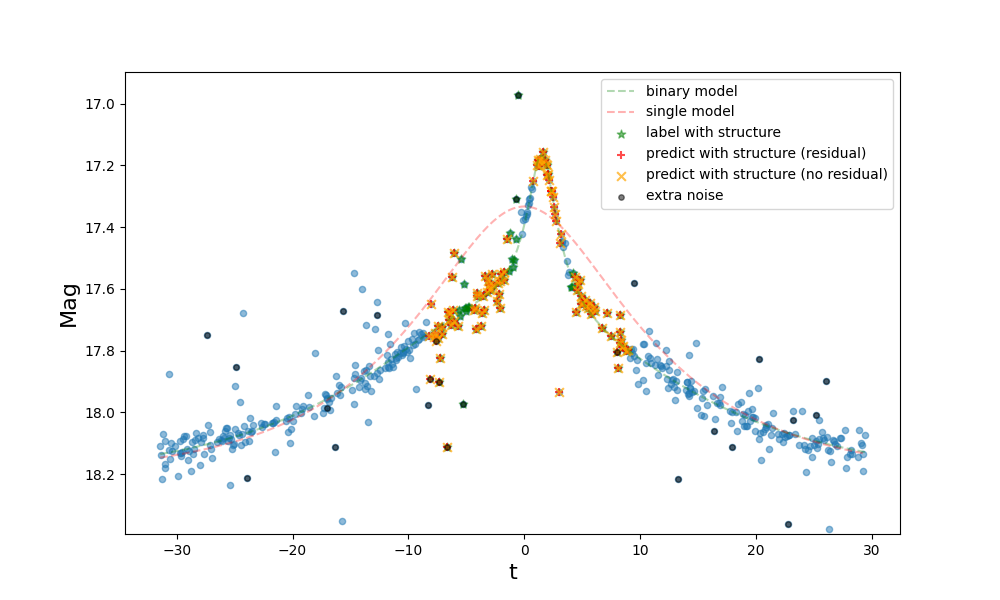 binary model
single model
label with structure
predict with structure (residual)
predict with structure (no residual)
extra noise
17.0
17.2
17.4
17.6
17.8
18.0
18.2
Mag
−30
−20
−10
0
10
20
30
t